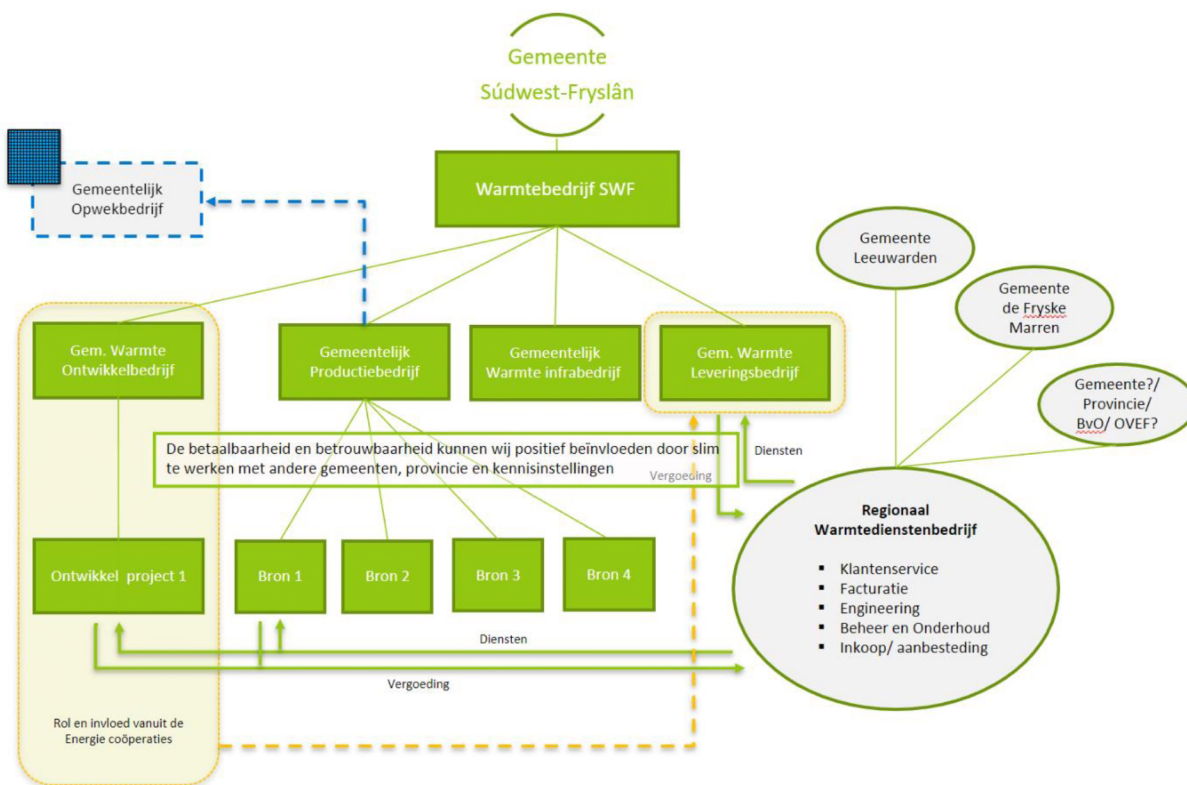 Gemeente
Súdwest-Fryslân
Warmtebedrijf SWF
Gemeentelijk
Opwekbedrijf
Gemeente
Leeuwarden
Gemeente
de Fryske
Marren
Gemeente?/
Provincie/
BvO/ OVEF?
Gem. Warmte
Ontwikkelbedrijf
Gemeentelijk
Productiebedrijf
Gemeentelijk
Warmte infrabedrijf
Gem. Warmte
Leveringsbedrijf
De betaalbaarheid en betrouwbaarheid kunnen wij positief beïnvloeden door slim
te werken met andere gemeenten, provincie en kennisinstellingen
Vergoeding
Diensten
Regionaal
Warmtedienstenbedrijf
▪ Klantenservice
▪ Facturatie
▪ Engineering
▪ Beheer en Onderhoud
▪ Inkoop/ aanbesteding
Ontwikkel project 1
Bron 1
Bron 2
Bron 3
Bron 4
Diensten
Vergoeding
Rol en invloed vanuit de
Energie coöperaties